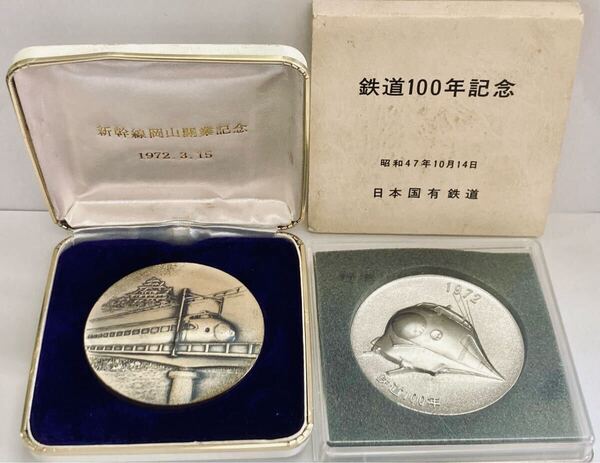 新幹線岡山開業記念
1972.3.15
鉄道100年記念
昭和47年10月14日
日本国有鉄道
1972
鉄道100年